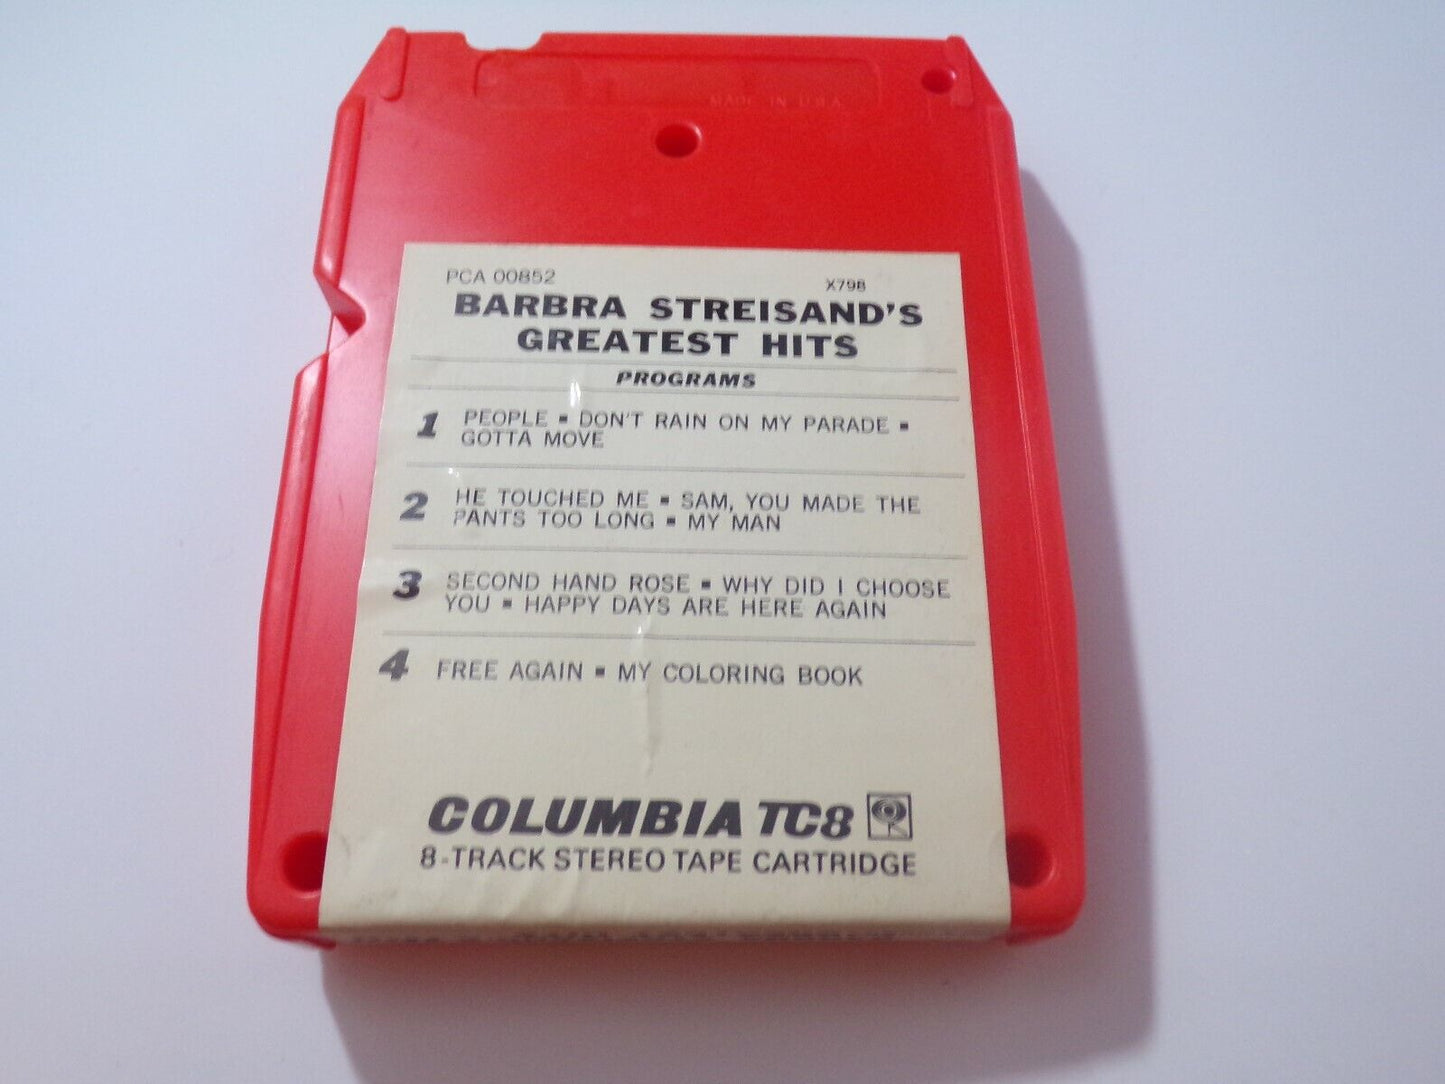 MADE IN U.S.A.
PCA 00852
X798
BARBRA STREISAND'S
GREATEST HITS
PROGRAMS
1 PEOPLE ▪ DON'T RAIN ON MY PARADE ▪
GOTTA MOVE
2 HE TOUCHED ME ▪ SAM, YOU MADE THE
PANTS TOO LONG ▪ MY MAN
3 SECOND HAND ROSE ▪ WHY DID I CHOOSE
YOU ▪ HAPPY DAYS ARE HERE AGAIN
4 FREE AGAIN ▪ MY COLORING BOOK
COLUMBIA TC8
8-TRACK STEREO TAPE CARTRIDGE